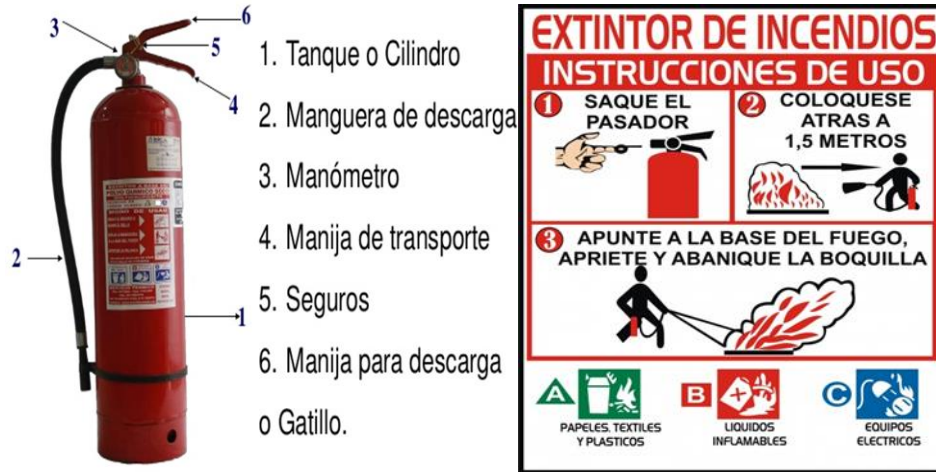 6
3
5
4
2
1
1. Tanque o Cilindro
2. Manguera de descarga
3. Manómetro
4. Manija de transporte
5. Seguros
6. Manija para descarga
o Gatillo.
EXTINTOR DE INCENDIOS
INSTRUCCIONES DE USO
1 SAQUE EL
PASADOR
2 COLOQUESE
ATRAS A
1,5 METROS
3 APUNTE A LA BASE DEL FUEGO,
APRIETE Y ABANIQUE LA BOQUILLA
A
PAPELES, TEXTILES
Y PLASTICOS
B
LIQUIDOS
INFLAMABLES
C
EQUIPOS
ELECTRICOS